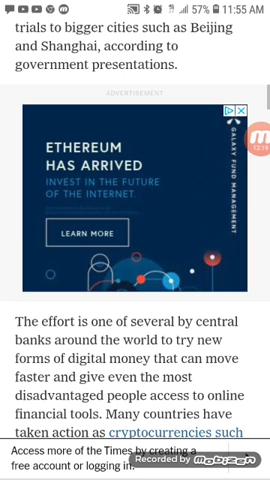 57% 11:55 AM
trials to bigger cities such as Beijing
and Shanghai, according to
government presentations.
ADVERTISEMENT
ETHEREUM
HAS ARRIVED
INVEST IN THE FUTURE
OF THE INTERNET.
LEARN MORE
GALAXY FUND MANAGEMENT
12:19
The effort is one of several by central
banks around the world to try new
forms of digital money that can move
faster and give even the most
disadvantaged people access to online
financial tools. Many countries have
taken action as cryptocurrencies such
Access more of the Times by creating a
free account or logging in.
Recorded by
mobizen